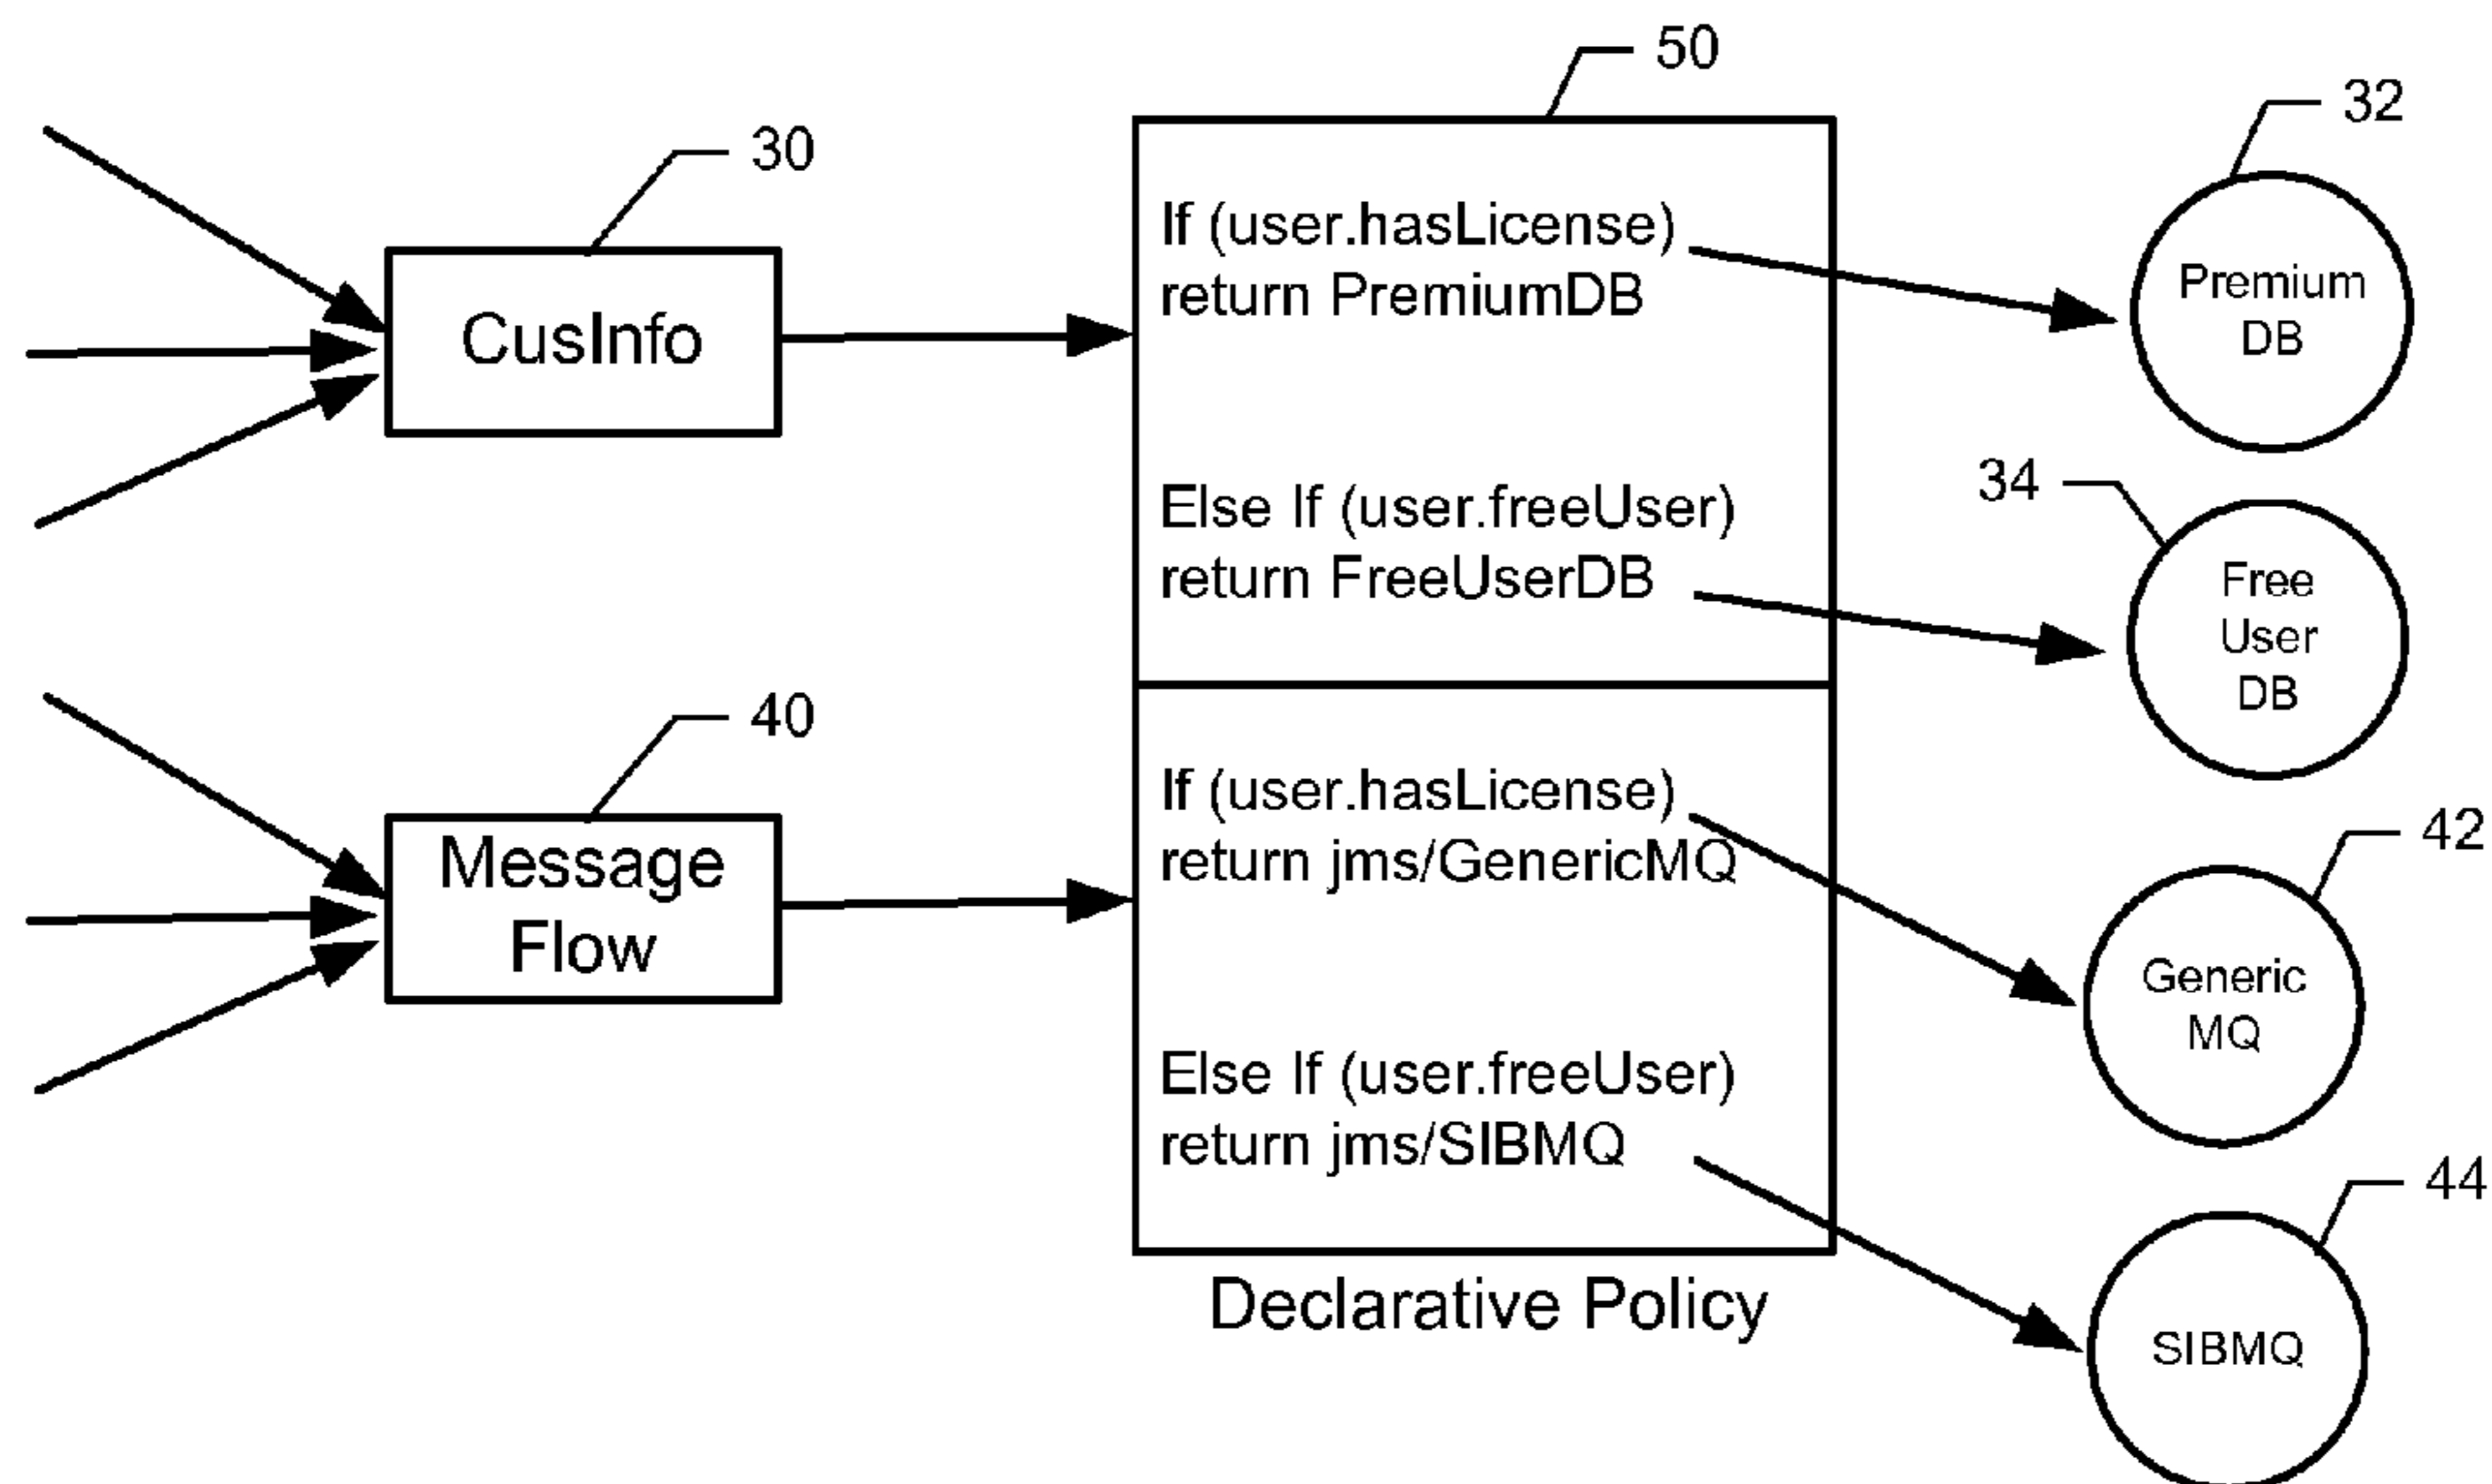 50
32
30
If (user.hasLicense)
return PremiumDB
Premium
DB
CusInfo
34
Else If (user.freeUser)
return FreeUserDB
Free
User
DB
40
If (user.hasLicense)
return jms/GenericMQ
42
Message
Flow
Generic
MQ
Else If (user.freeUser)
return jms/SIBMQ
44
Declarative Policy
SIBMQ